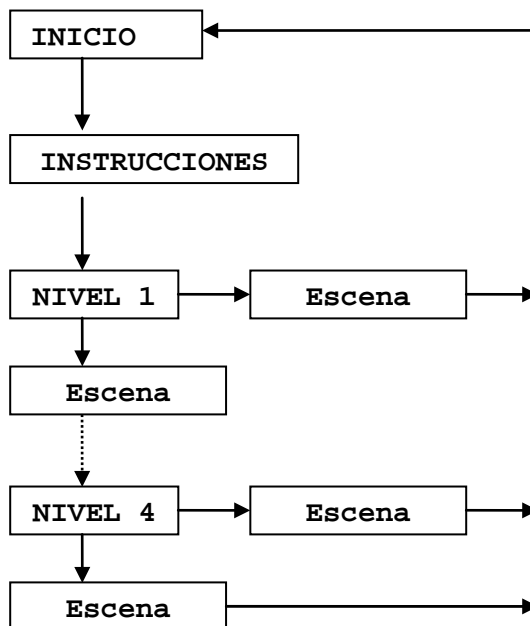 INICIO
INSTRUCCIONES
NIVEL 1
Escena
Escena
NIVEL 4
Escena
Escena